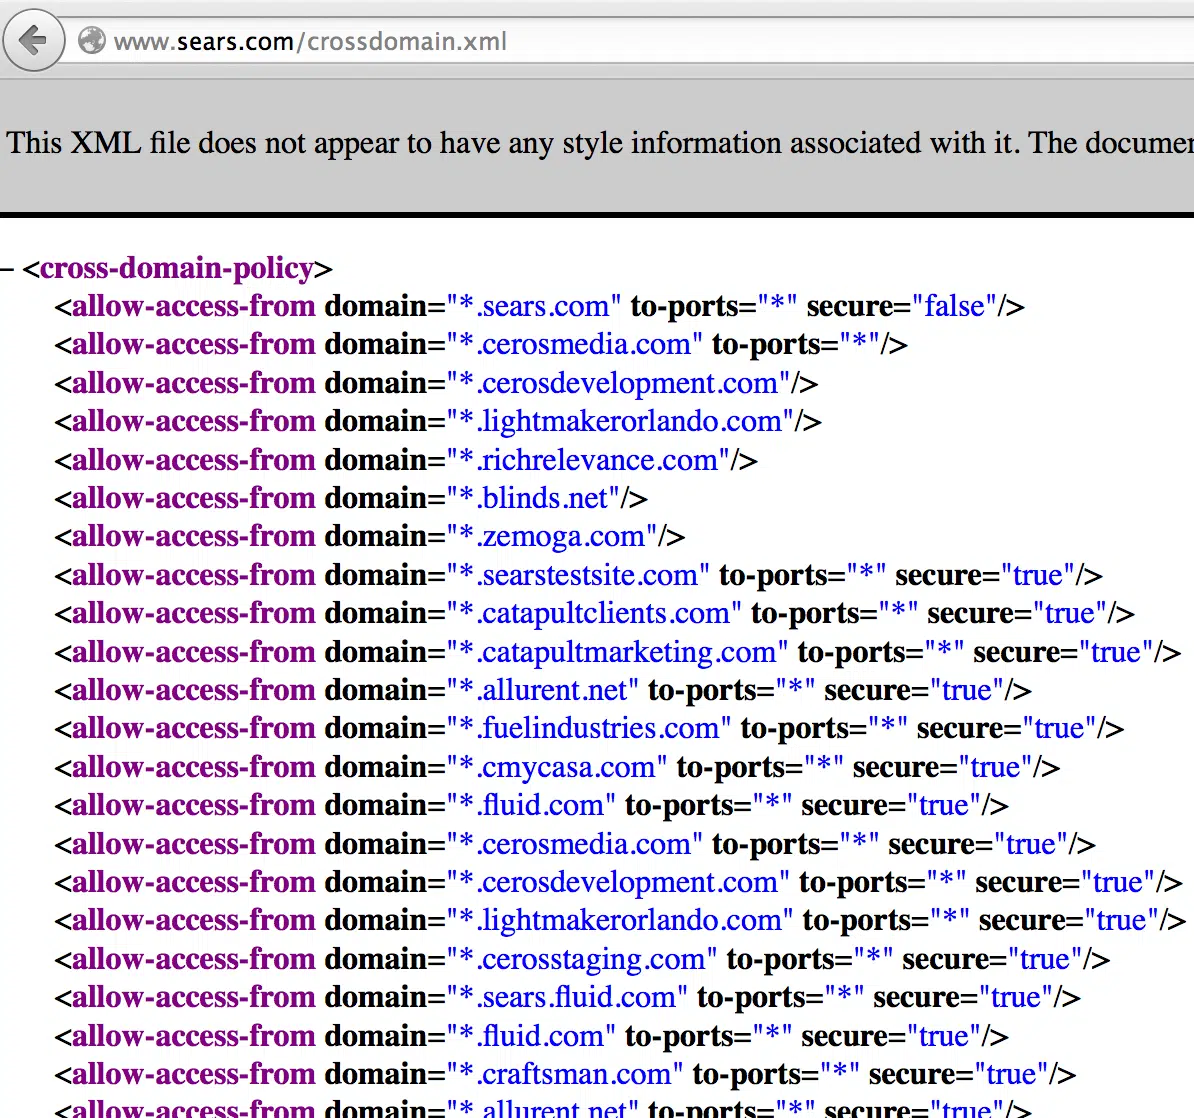 www.sears.com/crossdomain.xml
This XML file does not appear to have any style information associated with it. The documen
– <cross-domain-policy>
<allow-access-from domain="*.sears.com" to-ports="*" secure="false"/>
<allow-access-from domain="*.cerosmedia.com" to-ports="*"/>
<allow-access-from domain="*.cerosdevelopment.com"/>
<allow-access-from domain="*.lightmakerorlando.com"/>
<allow-access-from domain="*.richrelevance.com"/>
<allow-access-from domain="*.blinds.net"/>
<allow-access-from domain="*.zemoga.com"/>
<allow-access-from domain="*.searstestsite.com" to-ports="*" secure="true"/>
<allow-access-from domain="*.catapultclients.com" to-ports="*" secure="true"/>
<allow-access-from domain="*.catapultmarketing.com" to-ports="*" secure="true"/>
<allow-access-from domain="*.allurent.net" to-ports="*" secure="true"/>
<allow-access-from domain="*.fuelindustries.com" to-ports="*" secure="true"/>
<allow-access-from domain="*.cmycasa.com" to-ports="*" secure="true"/>
<allow-access-from domain="*.fluid.com" to-ports="*" secure="true"/>
<allow-access-from domain="*.cerosmedia.com" to-ports="*" secure="true"/>
<allow-access-from domain="*.cerosdevelopment.com" to-ports="*" secure="true"/>
<allow-access-from domain="*.lightmakerorlando.com" to-ports="*" secure="true"/>
<allow-access-from domain="*.cerosstaging.com" to-ports="*" secure="true"/>
<allow-access-from domain="*.sears.fluid.com" to-ports="*" secure="true"/>
<allow-access-from domain="*.fluid.com" to-ports="*" secure="true"/>
<allow-access-from domain="*.craftsman.com" to-ports="*" secure="true"/>
<allow-access-from domain="*.allurent.net" to-ports="*" secure="true"/>